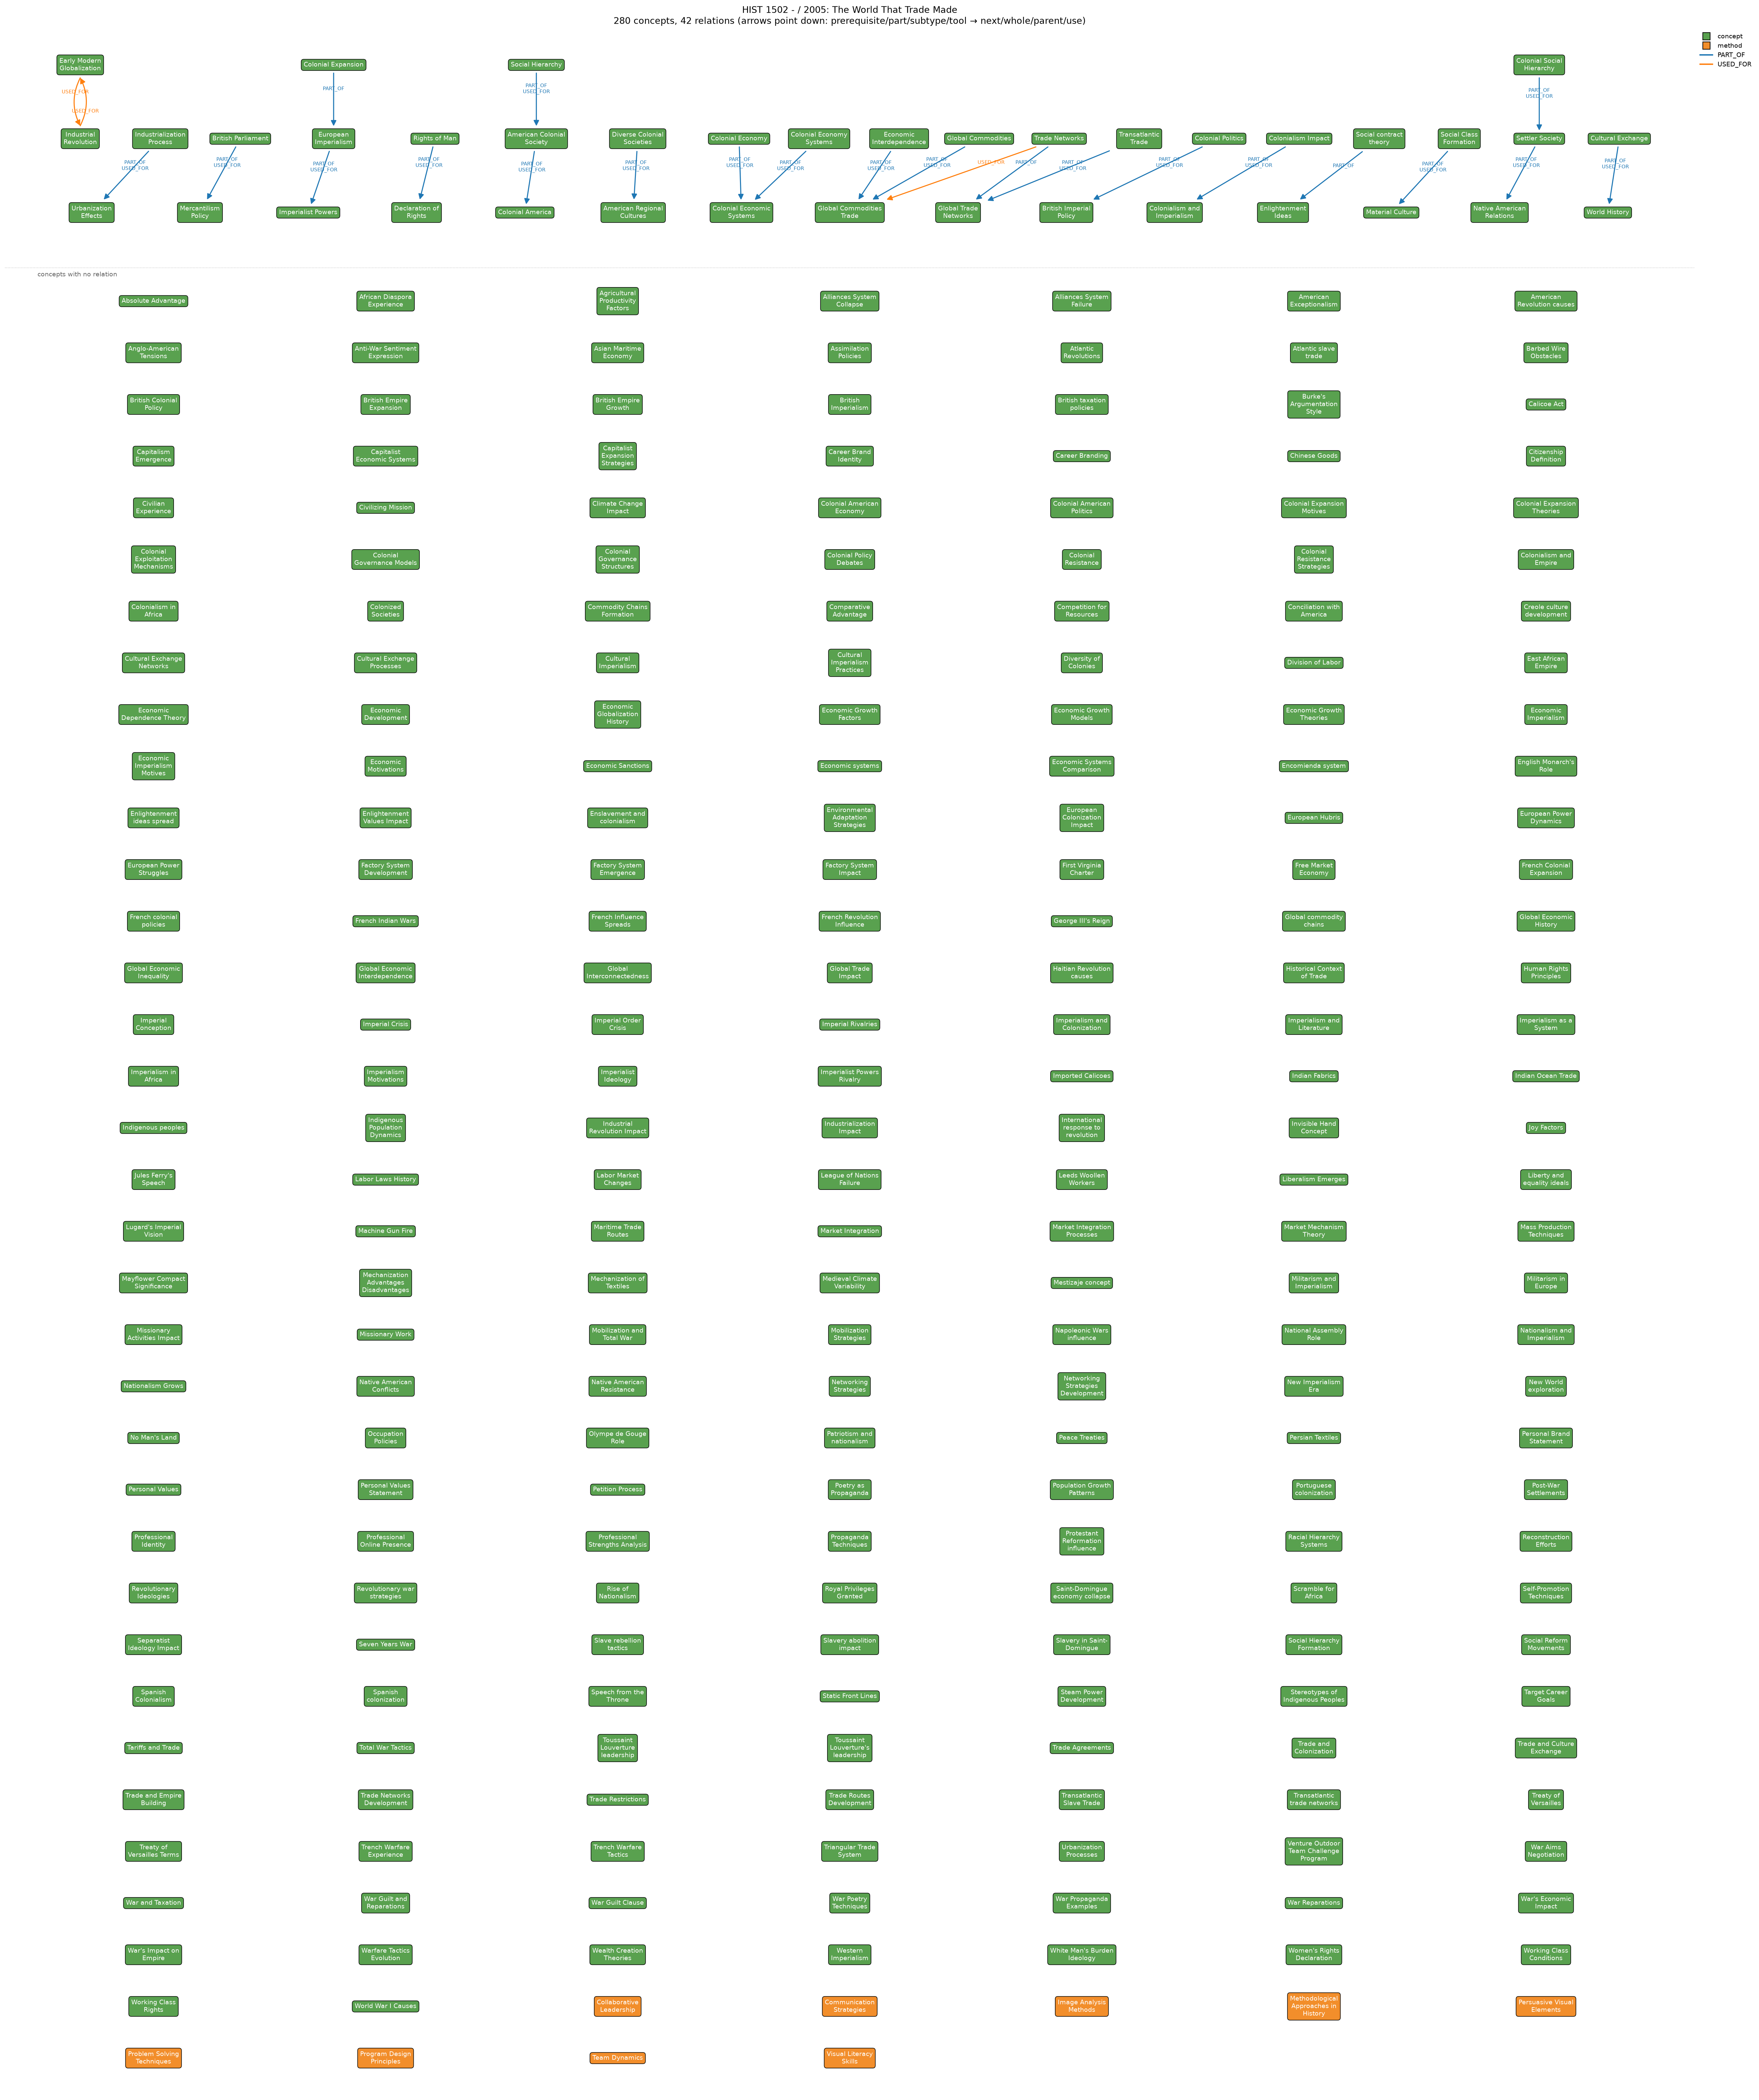 HIST 1502 - / 2005: The World That Trade Made
280 concepts, 42 relations (arrows point down: prerequisite/part/subtype/tool → next/whole/parent/use)
concept
method
PART_OF
USED_FOR
Early Modern
Globalization
Colonial Expansion
Social Hierarchy
Colonial Social
Hierarchy
USED_FOR
USED_FOR
PART_OF
PART_OF
USED_FOR
PART_OF
USED_FOR
Industrial
Revolution
Industrialization
Process
British Parliament
European
Imperialism
Rights of Man
American Colonial
Society
Diverse Colonial
Societies
Colonial Economy
Colonial Economy
Systems
Economic
Interdependence
Global Commodities
Trade Networks
Transatlantic
Trade
Colonial Politics
Colonialism Impact
Social contract
theory
Social Class
Formation
Settler Society
Cultural Exchange
PART_OF
USED_FOR
PART_OF
USED_FOR
PART_OF
USED_FOR
PART_OF
USED_FOR
PART_OF
USED_FOR
PART_OF
USED_FOR
PART_OF
USED_FOR
PART_OF
USED_FOR
PART_OF
USED_FOR
PART_OF
USED_FOR
USED_FOR
PART_OF
PART_OF
USED_FOR
PART_OF
USED_FOR
PART_OF
USED_FOR
PART_OF
PART_OF
USED_FOR
PART_OF
USED_FOR
PART_OF
USED_FOR
Urbanization
Effects
Mercantilism
Policy
Imperialist Powers
Declaration of
Rights
Colonial America
American Regional
Cultures
Colonial Economic
Systems
Global Commodities
Trade
Global Trade
Networks
British Imperial
Policy
Colonialism and
Imperialism
Enlightenment
Ideas
Material Culture
Native American
Relations
World History
concepts with no relation
Absolute Advantage
African Diaspora
Experience
Agricultural
Productivity
Factors
Alliances System
Collapse
Alliances System
Failure
American
Exceptionalism
American
Revolution causes
Anglo-American
Tensions
Anti-War Sentiment
Expression
Asian Maritime
Economy
Assimilation
Policies
Atlantic
Revolutions
Atlantic slave
trade
Barbed Wire
Obstacles
British Colonial
Policy
British Empire
Expansion
British Empire
Growth
British
Imperialism
British taxation
policies
Burke's
Argumentation
Style
Calicoe Act
Capitalism
Emergence
Capitalist
Economic Systems
Capitalist
Expansion
Strategies
Career Brand
Identity
Career Branding
Chinese Goods
Citizenship
Definition
Civilian
Experience
Civilizing Mission
Climate Change
Impact
Colonial American
Economy
Colonial American
Politics
Colonial Expansion
Motives
Colonial Expansion
Theories
Colonial
Exploitation
Mechanisms
Colonial
Governance Models
Colonial
Governance
Structures
Colonial Policy
Debates
Colonial
Resistance
Colonial
Resistance
Strategies
Colonialism and
Empire
Colonialism in
Africa
Colonized
Societies
Commodity Chains
Formation
Comparative
Advantage
Competition for
Resources
Conciliation with
America
Creole culture
development
Cultural Exchange
Networks
Cultural Exchange
Processes
Cultural
Imperialism
Cultural
Imperialism
Practices
Diversity of
Colonies
Division of Labor
East African
Empire
Economic
Dependence Theory
Economic
Development
Economic
Globalization
History
Economic Growth
Factors
Economic Growth
Models
Economic Growth
Theories
Economic
Imperialism
Economic
Imperialism
Motives
Economic
Motivations
Economic Sanctions
Economic systems
Economic Systems
Comparison
Encomienda system
English Monarch's
Role
Enlightenment
ideas spread
Enlightenment
Values Impact
Enslavement and
colonialism
Environmental
Adaptation
Strategies
European
Colonization
Impact
European Hubris
European Power
Dynamics
European Power
Struggles
Factory System
Development
Factory System
Emergence
Factory System
Impact
First Virginia
Charter
Free Market
Economy
French Colonial
Expansion
French colonial
policies
French Indian Wars
French Influence
Spreads
French Revolution
Influence
George III's Reign
Global commodity
chains
Global Economic
History
Global Economic
Inequality
Global Economic
Interdependence
Global
Interconnectedness
Global Trade
Impact
Haitian Revolution
causes
Historical Context
of Trade
Human Rights
Principles
Imperial
Conception
Imperial Crisis
Imperial Order
Crisis
Imperial Rivalries
Imperialism and
Colonization
Imperialism and
Literature
Imperialism as a
System
Imperialism in
Africa
Imperialism
Motivations
Imperialist
Ideology
Imperialist Powers
Rivalry
Imported Calicoes
Indian Fabrics
Indian Ocean Trade
Indigenous peoples
Indigenous
Population
Dynamics
Industrial
Revolution Impact
Industrialization
Impact
International
response to
revolution
Invisible Hand
Concept
Joy Factors
Jules Ferry's
Speech
Labor Laws History
Labor Market
Changes
League of Nations
Failure
Leeds Woollen
Workers
Liberalism Emerges
Liberty and
equality ideals
Lugard's Imperial
Vision
Machine Gun Fire
Maritime Trade
Routes
Market Integration
Market Integration
Processes
Market Mechanism
Theory
Mass Production
Techniques
Mayflower Compact
Significance
Mechanization
Advantages
Disadvantages
Mechanization of
Textiles
Medieval Climate
Variability
Mestizaje concept
Militarism and
Imperialism
Militarism in
Europe
Missionary
Activities Impact
Missionary Work
Mobilization and
Total War
Mobilization
Strategies
Napoleonic Wars
influence
National Assembly
Role
Nationalism and
Imperialism
Nationalism Grows
Native American
Conflicts
Native American
Resistance
Networking
Strategies
Networking
Strategies
Development
New Imperialism
Era
New World
exploration
No Man's Land
Occupation
Policies
Olympe de Gouge
Role
Patriotism and
nationalism
Peace Treaties
Persian Textiles
Personal Brand
Statement
Personal Values
Personal Values
Statement
Petition Process
Poetry as
Propaganda
Population Growth
Patterns
Portuguese
colonization
Post-War
Settlements
Professional
Identity
Professional
Online Presence
Professional
Strengths Analysis
Propaganda
Techniques
Protestant
Reformation
influence
Racial Hierarchy
Systems
Reconstruction
Efforts
Revolutionary
Ideologies
Revolutionary war
strategies
Rise of
Nationalism
Royal Privileges
Granted
Saint-Domingue
economy collapse
Scramble for
Africa
Self-Promotion
Techniques
Separatist
Ideology Impact
Seven Years War
Slave rebellion
tactics
Slavery abolition
impact
Slavery in Saint-
Domingue
Social Hierarchy
Formation
Social Reform
Movements
Spanish
Colonialism
Spanish
colonization
Speech from the
Throne
Static Front Lines
Steam Power
Development
Stereotypes of
Indigenous Peoples
Target Career
Goals
Tariffs and Trade
Total War Tactics
Toussaint
Louverture
leadership
Toussaint
Louverture's
leadership
Trade Agreements
Trade and
Colonization
Trade and Culture
Exchange
Trade and Empire
Building
Trade Networks
Development
Trade Restrictions
Trade Routes
Development
Transatlantic
Slave Trade
Transatlantic
trade networks
Treaty of
Versailles
Treaty of
Versailles Terms
Trench Warfare
Experience
Trench Warfare
Tactics
Triangular Trade
System
Urbanization
Processes
Venture Outdoor
Team Challenge
Program
War Aims
Negotiation
War and Taxation
War Guilt and
Reparations
War Guilt Clause
War Poetry
Techniques
War Propaganda
Examples
War Reparations
War's Economic
Impact
War's Impact on
Empire
Warfare Tactics
Evolution
Wealth Creation
Theories
Western
Imperialism
White Man's Burden
Ideology
Women's Rights
Declaration
Working Class
Conditions
Working Class
Rights
World War I Causes
Collaborative
Leadership
Communication
Strategies
Image Analysis
Methods
Methodological
Approaches in
History
Persuasive Visual
Elements
Problem Solving
Techniques
Program Design
Principles
Team Dynamics
Visual Literacy
Skills